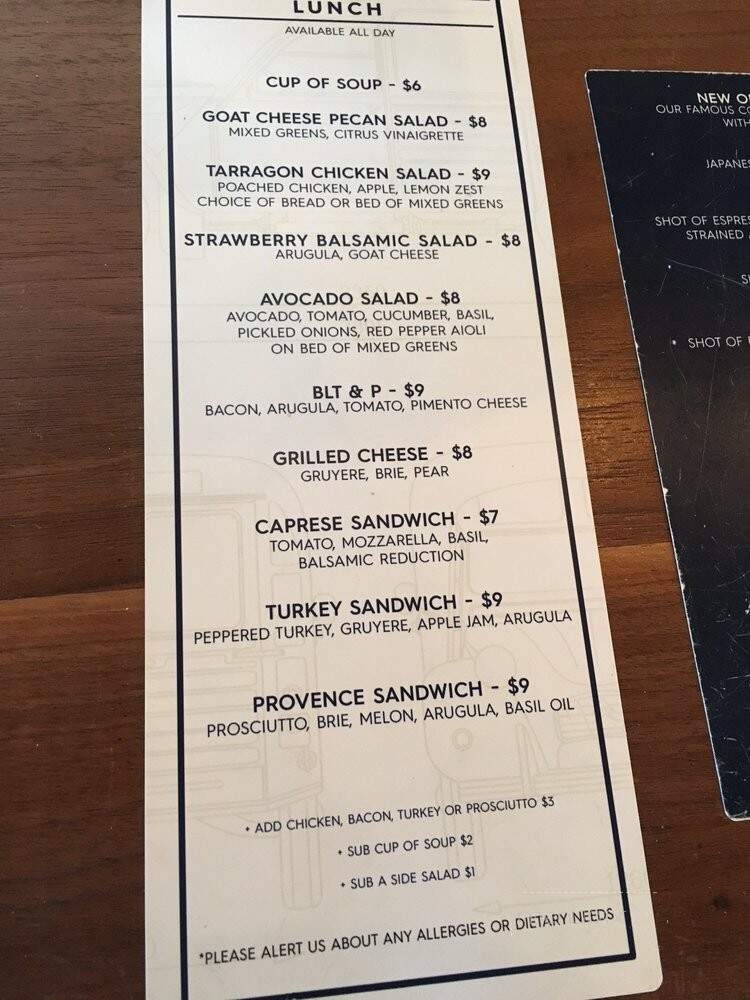 LUNCH
AVAILABLE ALL DAY
CUP OF SOUP - $6
GOAT CHEESE PECAN SALAD - $8
MIXED GREENS, CITRUS VINAIGRETTE
TARRAGON CHICKEN SALAD - $9
POACHED CHICKEN, APPLE, LEMON ZEST
CHOICE OF BREAD OR BED OF MIXED GREENS
STRAWBERRY BALSAMIC SALAD - $8
ARUGULA, GOAT CHEESE
AVOCADO SALAD - $8
AVOCADO, TOMATO, CUCUMBER, BASIL,
PICKLED ONIONS, RED PEPPER AIOLI
ON BED OF MIXED GREENS
BLT & P - $9
BACON, ARUGULA, TOMATO, PIMENTO CHEESE
GRILLED CHEESE - $8
GRUYERE, BRIE, PEAR
CAPRESE SANDWICH - $7
TOMATO, MOZZARELLA, BASIL,
BALSAMIC REDUCTION
TURKEY SANDWICH - $9
PEPPERED TURKEY, GRUYERE, APPLE JAM, ARUGULA
PROVENCE SANDWICH - $9
PROSCIUTTO, BRIE, MELON, ARUGULA, BASIL OIL
+ ADD CHICKEN, BACON, TURKEY OR PROSCIUTTO $3
+ SUB CUP OF SOUP $2
+ SUB A SIDE SALAD $1
*PLEASE ALERT US ABOUT ANY ALLERGIES OR DIETARY NEEDS
NEW
OUR FAMOUS
WITH
SHOT OF
STRAINED
SHOT OF